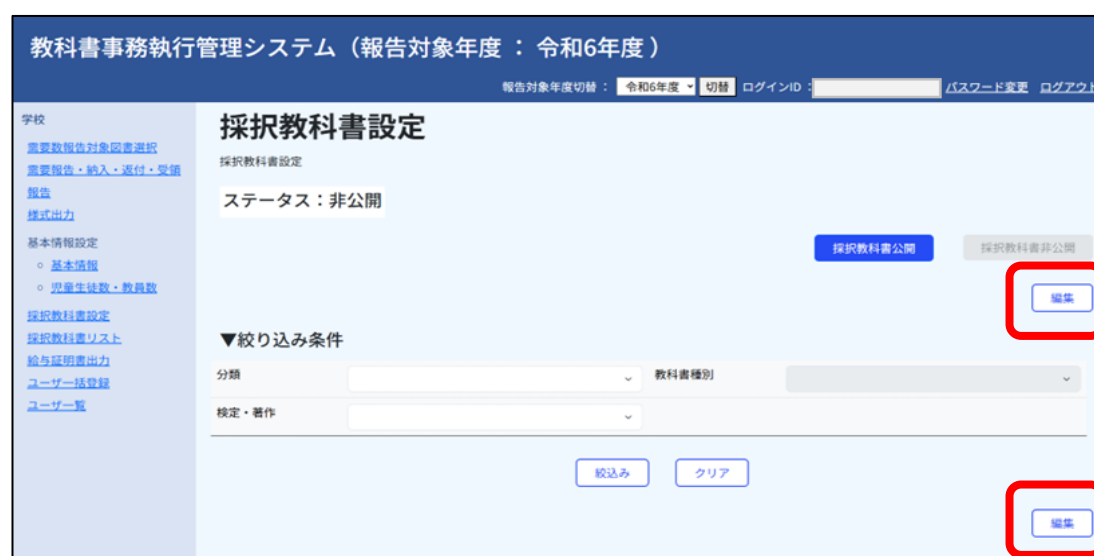 教科書事務執行管理システム（報告対象年度 ： 令和6年度 ）
報告対象年度切替 ： 令和6年度 切替 ログインID : パスワード変更 ログアウト
学校
需要数報告対象図書選択
需要報告・納入・返付・受領
報告
様式出力
基本情報設定
基本情報
児童生徒数・教員数
採択教科書設定
採択教科書リスト
給与証明書出力
ユーザ一括登録
ユーザ一覧
採択教科書設定
採択教科書設定
ステータス：非公開
採択教科書公開 採択教科書非公開
編集
▼絞り込み条件
分類 教科書種別
検定・著作
絞込み クリア
編集